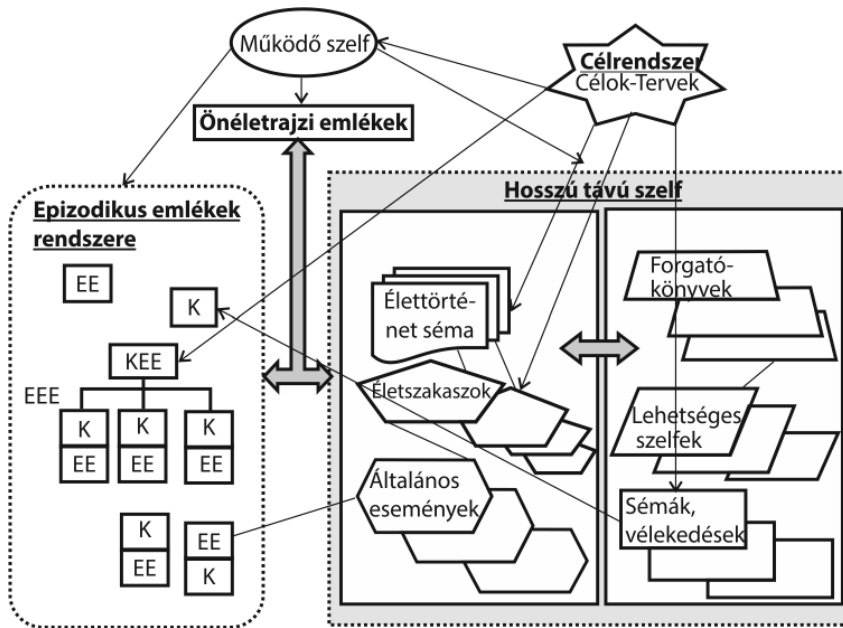 Működő szelf
Célrendszer
Célok-Tervek
Önéletrajzi emlékek
Hosszú távú szelf
Epizodikus emlékek
rendszere
EE
K
KEE
EEE
K
K
K
EE
EE
EE
K
EE
EE
K
Élettörté-
net séma
Életszakaszok
Általános
események
Forgató-
könyvek
Lehetséges
szelfek
Sémák,
vélekedések